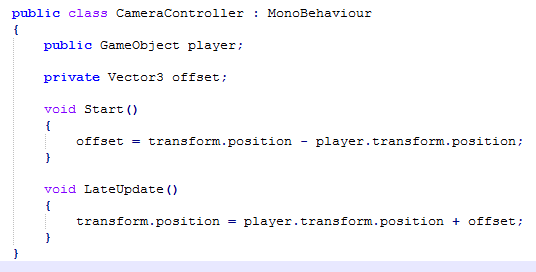 public class CameraController : MonoBehaviour
{
    public GameObject player;
    private Vector3 offset;
    void Start()
    {
        offset = transform.position - player.transform.position;
    }
    void LateUpdate()
    {
        transform.position = player.transform.position + offset;
    }
}